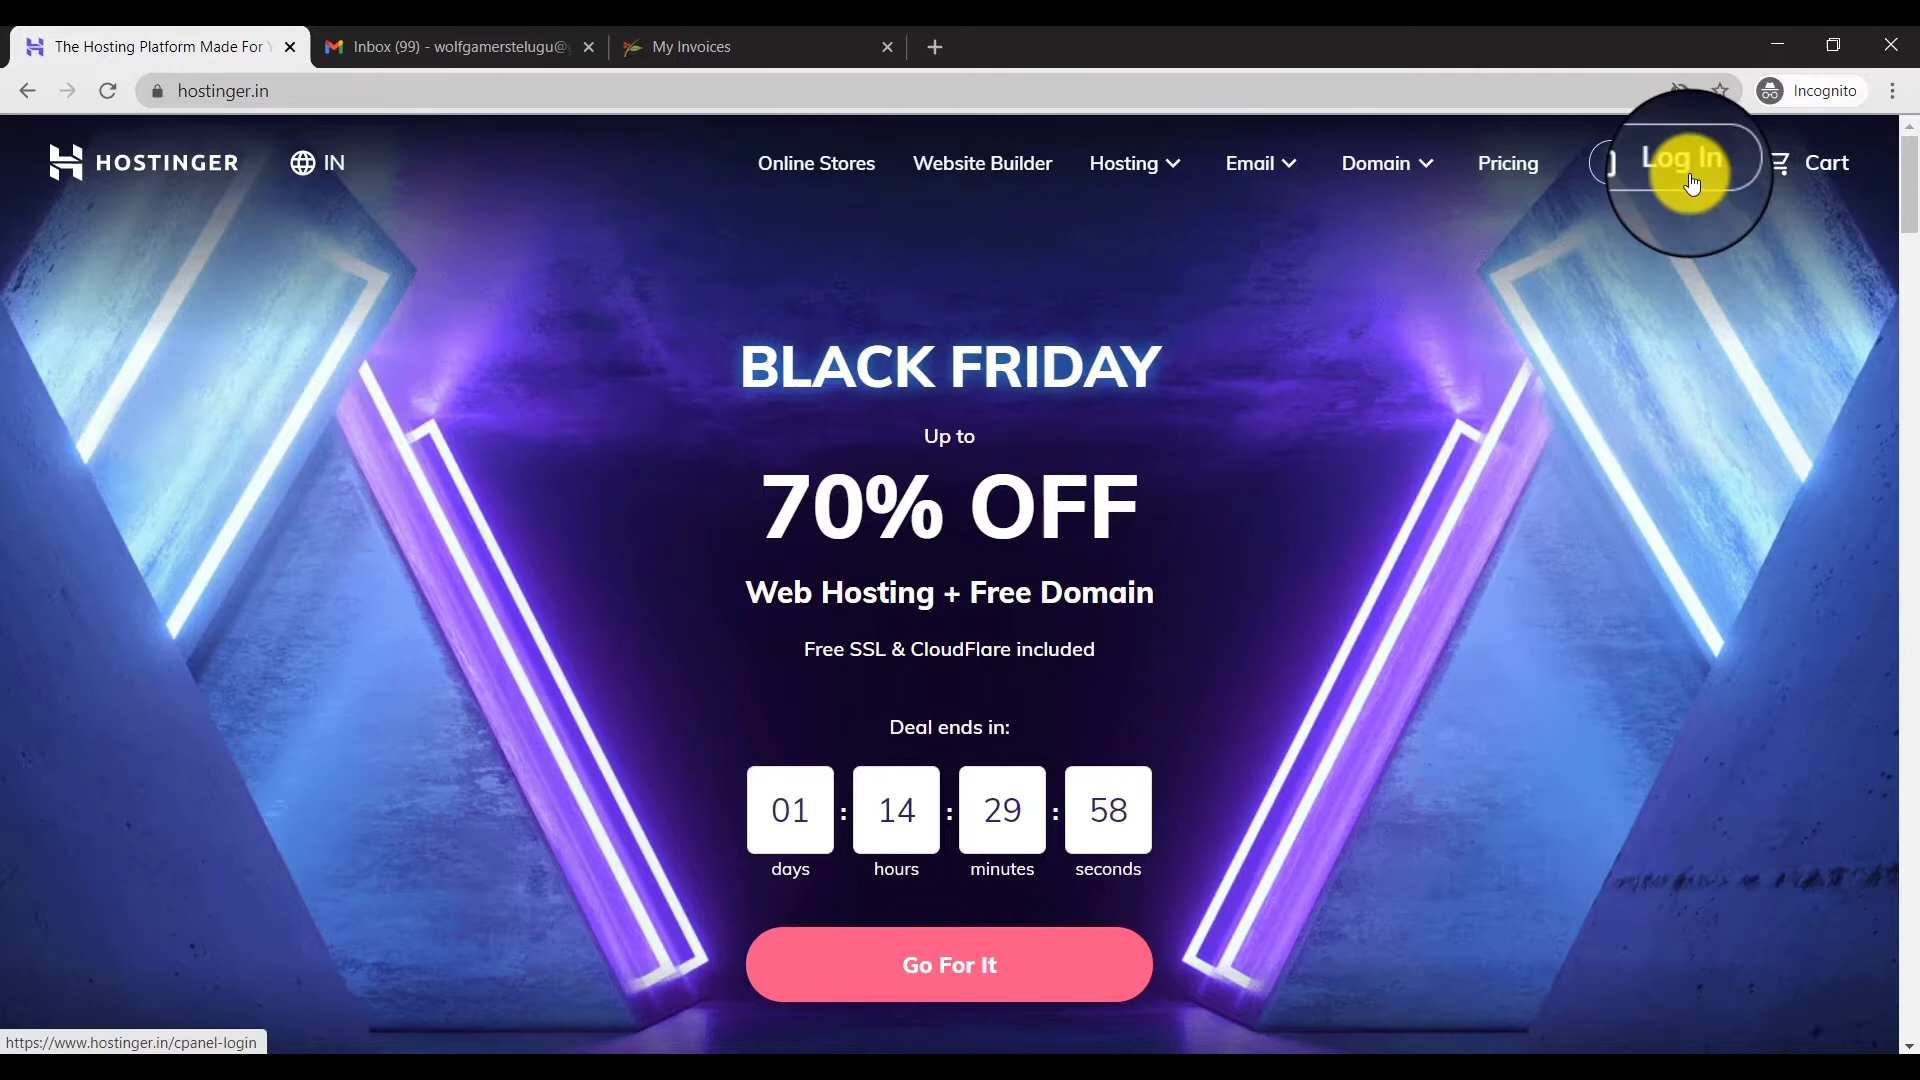 The Hosting Platform Made For
Inbox (99) - wolfgamerstelugu@
My Invoices
hostinger.in
Incognito
HOSTINGER
IN
Online Stores
Website Builder
Hosting
Email
Domain
Pricing
Log In
Cart
BLACK FRIDAY
Up to
70% OFF
Web Hosting + Free Domain
Free SSL & CloudFlare included
Deal ends in:
01 : 14 : 29 : 58
days hours minutes seconds
Go For It
https://www.hostinger.in/cpanel-login